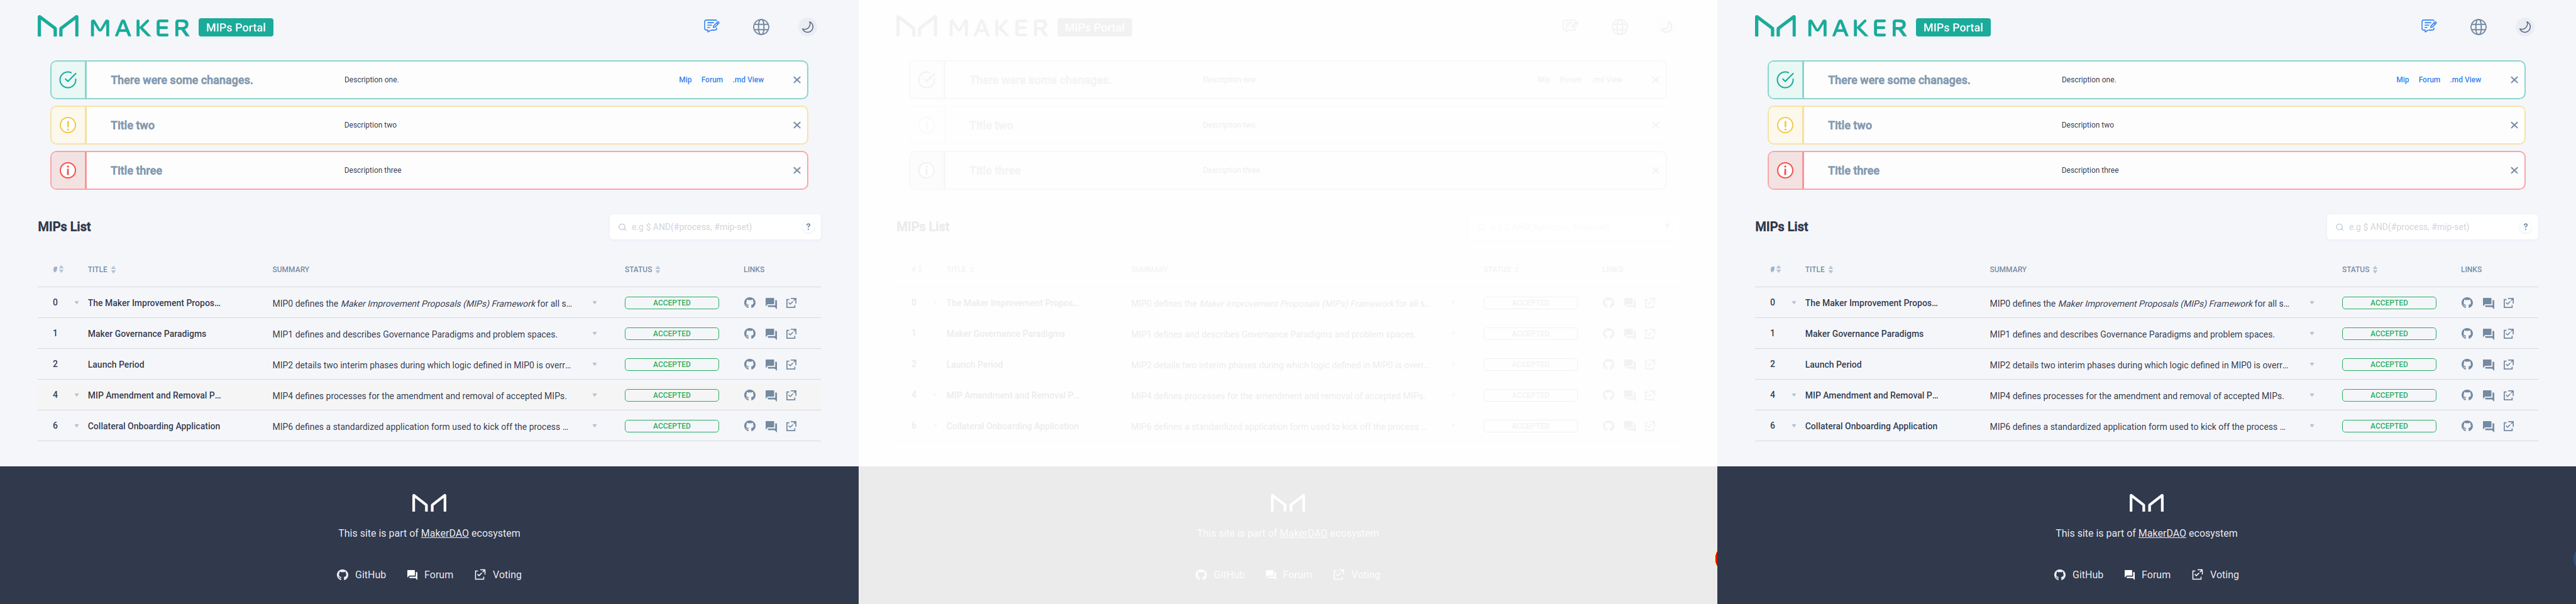 MAKER MIPs Portal
There were some chanages. Description one. Mip Forum .md View
Title two Description two
Title three Description three
MIPs List e.g $ AND(#process, #mip-set) ?
# TITLE SUMMARY STATUS LINKS
0 The Maker Improvement Propos... MIP0 defines the Maker Improvement Proposals (MIPs) Framework for all s... ACCEPTED
1 Maker Governance Paradigms MIP1 defines and describes Governance Paradigms and problem spaces. ACCEPTED
2 Launch Period MIP2 details two interim phases during which logic defined in MIP0 is overr... ACCEPTED
4 MIP Amendment and Removal P... MIP4 defines processes for the amendment and removal of accepted MIPs. ACCEPTED
6 Collateral Onboarding Application MIP6 defines a standardized application form used to kick off the process ... ACCEPTED
This site is part of MakerDAO ecosystem
GitHub Forum Voting
MAKER MIPs Portal
There were some chanages. Description one. Mip Forum .md View
Title two Description two
Title three Description three
MIPs List
# TITLE SUMMARY STATUS LINKS
0 The Maker Improvement Propos... MIP0 defines the Maker Improvement Proposals (MIPs) Framework for all s... ACCEPTED
1 Maker Governance Paradigms MIP1 defines and describes Governance Paradigms and problem spaces. ACCEPTED
2 Launch Period MIP2 details two interim phases during which logic defined in MIP0 is overr... ACCEPTED
4 MIP Amendment and Removal P... MIP4 defines processes for the amendment and removal of accepted MIPs. ACCEPTED
6 Collateral Onboarding Application MIP6 defines a standardized application form used to kick off the process ... ACCEPTED
This site is part of MakerDAO ecosystem
GitHub Forum Voting
MAKER MIPs Portal
There were some chanages. Description one. Mip Forum .md View
Title two Description two
Title three Description three
MIPs List e.g $ AND(#process, #mip-set) ?
# TITLE SUMMARY STATUS LINKS
0 The Maker Improvement Propos... MIP0 defines the Maker Improvement Proposals (MIPs) Framework for all s... ACCEPTED
1 Maker Governance Paradigms MIP1 defines and describes Governance Paradigms and problem spaces. ACCEPTED
2 Launch Period MIP2 details two interim phases during which logic defined in MIP0 is overr... ACCEPTED
4 MIP Amendment and Removal P... MIP4 defines processes for the amendment and removal of accepted MIPs. ACCEPTED
6 Collateral Onboarding Application MIP6 defines a standardized application form used to kick off the process ... ACCEPTED
This site is part of MakerDAO ecosystem
GitHub Forum Voting